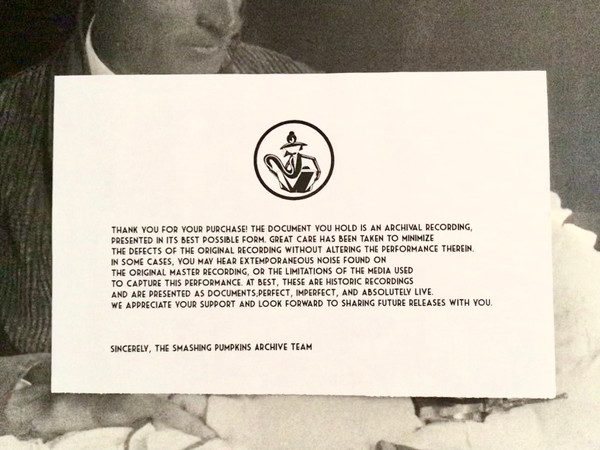 THANK YOU FOR YOUR PURCHASE! THE DOCUMENT YOU HOLD IS AN ARCHIVAL RECORDING,
PRESENTED IN ITS BEST POSSIBLE FORM. GREAT CARE HAS BEEN TAKEN TO MINIMIZE
THE DEFECTS OF THE ORIGINAL RECORDING WITHOUT ALTERING THE PERFORMANCE THEREIN.
IN SOME CASES, YOU MAY HEAR EXTEMPORANEOUS NOISE FOUND ON
THE ORIGINAL MASTER RECORDING, OR THE LIMITATIONS OF THE MEDIA USED
TO CAPTURE THIS PERFORMANCE. AT BEST, THESE ARE HISTORIC RECORDINGS
AND ARE PRESENTED AS DOCUMENTS,PERFECT, IMPERFECT, AND ABSOLUTELY LIVE.
WE APPRECIATE YOUR SUPPORT AND LOOK FORWARD TO SHARING FUTURE RELEASES WITH YOU.
SINCERELY, THE SMASHING PUMPKINS ARCHIVE TEAM